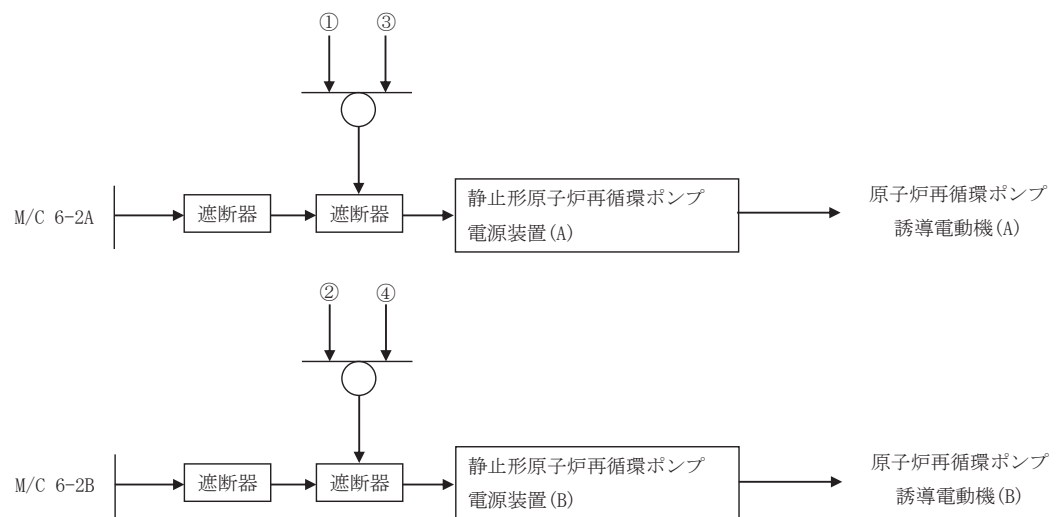 ① ③
M/C 6-2A
遮断器
遮断器
静止形原子炉再循環ポンプ
電源装置(A)
原子炉再循環ポンプ
誘導電動機(A)
② ④
M/C 6-2B
遮断器
遮断器
静止形原子炉再循環ポンプ
電源装置(B)
原子炉再循環ポンプ
誘導電動機(B)